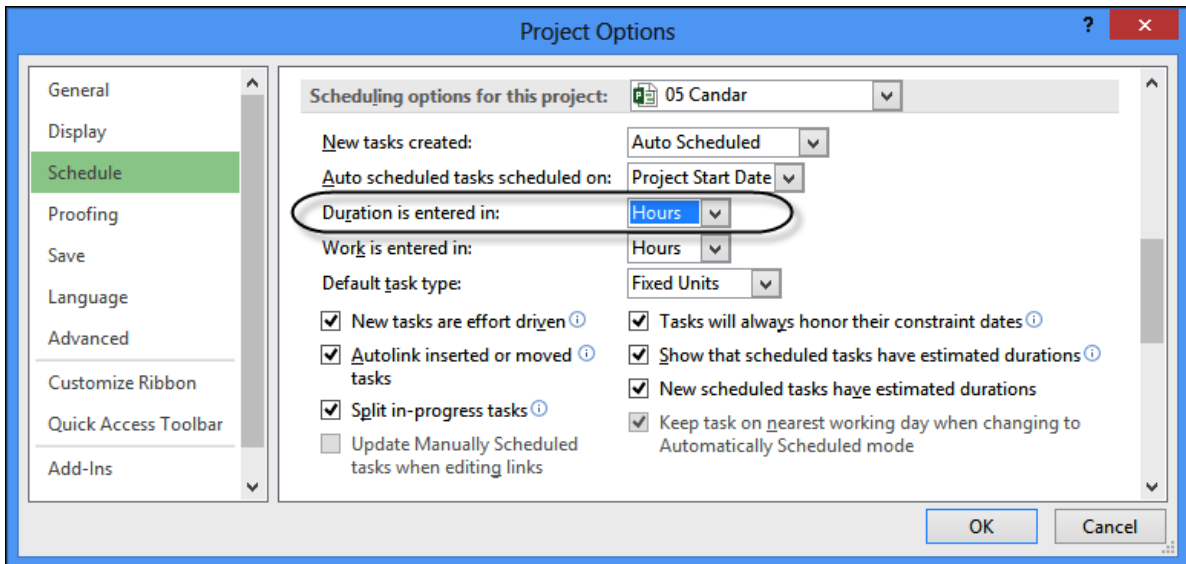 Project Options
?
General
Display
Schedule
Proofing
Save
Language
Advanced
Customize Ribbon
Quick Access Toolbar
Add-Ins
Scheduling options for this project: 05 Candar
New tasks created: Auto Scheduled
Auto scheduled tasks scheduled on: Project Start Date
Duration is entered in: Hours
Work is entered in: Hours
Default task type: Fixed Units
New tasks are effort driven
Autolink inserted or moved
tasks
Split in-progress tasks
Update Manually Scheduled
tasks when editing links
Tasks will always honor their constraint dates
Show that scheduled tasks have estimated durations
New scheduled tasks have estimated durations
Keep task on nearest working day when changing to
Automatically Scheduled mode
OK
Cancel